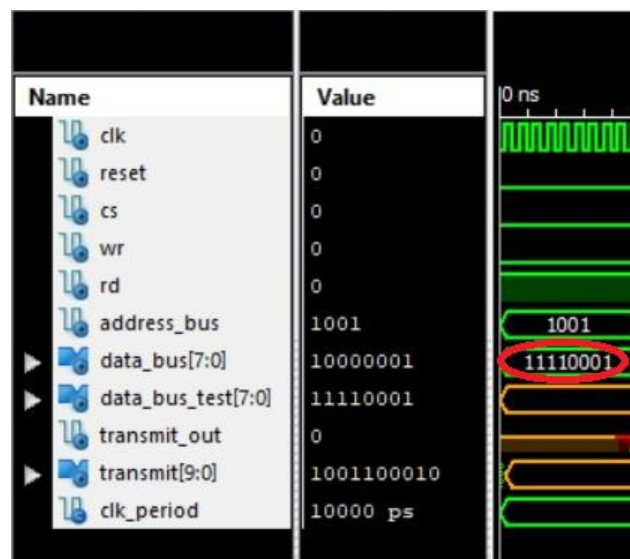 Name Value 0 ns
clk 0
reset 0
cs 0
wr 0
rd 0
address_bus 1001 1001
data_bus[7:0] 10000001 11110001
data_bus_test[7:0] 11110001
transmit_out 0
transmit[9:0] 1001100010
clk_period 10000 ps